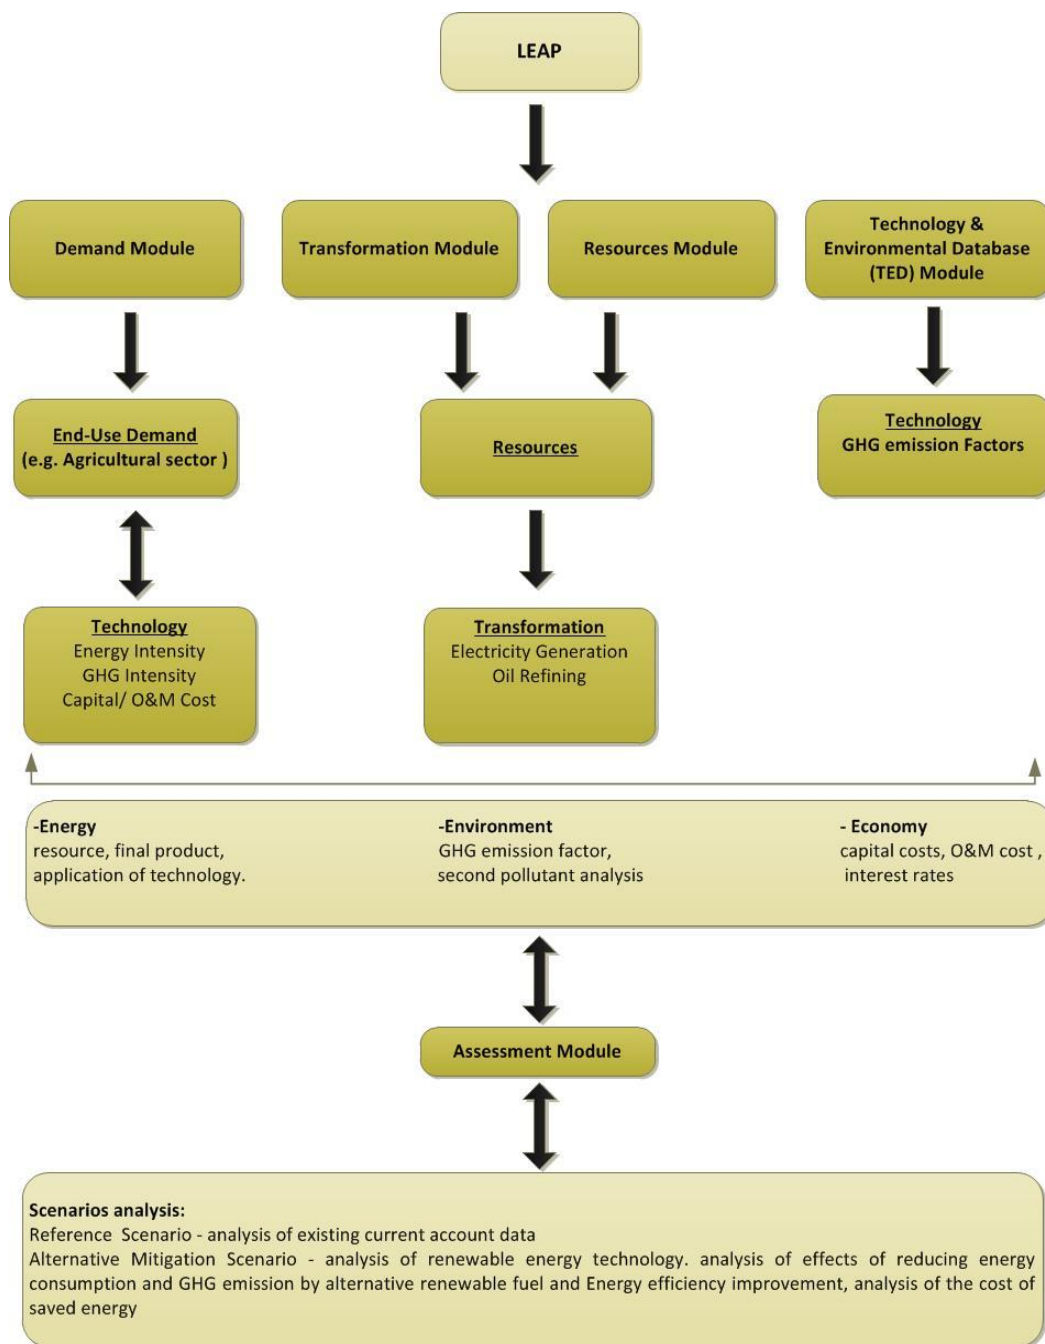 LEAP
Demand Module
Transformation Module
Resources Module
Technology &
Environmental Database
(TED) Module
End-Use Demand
(e.g. Agricultural sector )
Resources
Technology
GHG emission Factors
Technology
Energy Intensity
GHG Intensity
Capital/ O&M Cost
Transformation
Electricity Generation
Oil Refining
-Energy
resource, final product,
application of technology.
-Environment
GHG emission factor,
second pollutant analysis
- Economy
capital costs, O&M cost ,
interest rates
Assessment Module
Scenarios analysis:
Reference Scenario - analysis of existing current account data
Alternative Mitigation Scenario - analysis of renewable energy technology. analysis of effects of reducing energy
consumption and GHG emission by alternative renewable fuel and Energy efficiency improvement, analysis of the cost of
saved energy